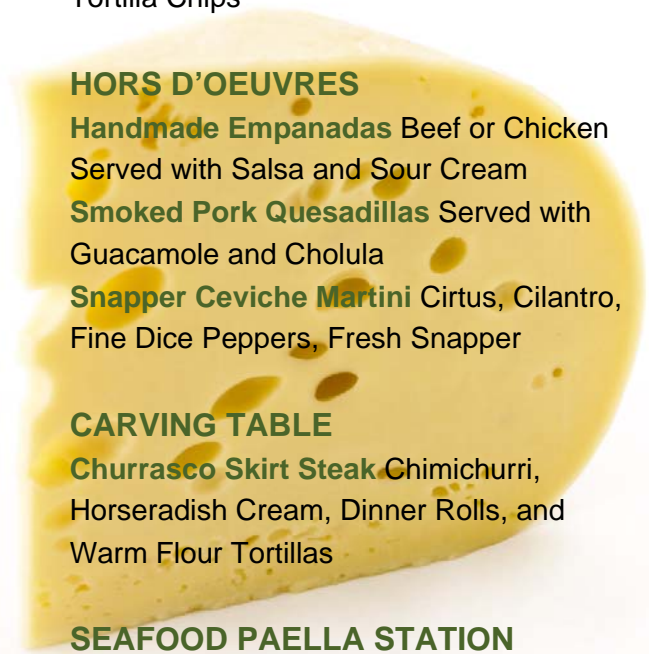 Tortilla Chips
HORS D’OEUVRES
Handmade Empanadas Beef or Chicken
Served with Salsa and Sour Cream
Smoked Pork Quesadillas Served with
Guacamole and Cholula
Snapper Ceviche Martini Cirtus, Cilantro,
Fine Dice Peppers, Fresh Snapper
CARVING TABLE
Churrasco Skirt Steak Chimichurri,
Horseradish Cream, Dinner Rolls, and
Warm Flour Tortillas
SEAFOOD PAELLA STATION